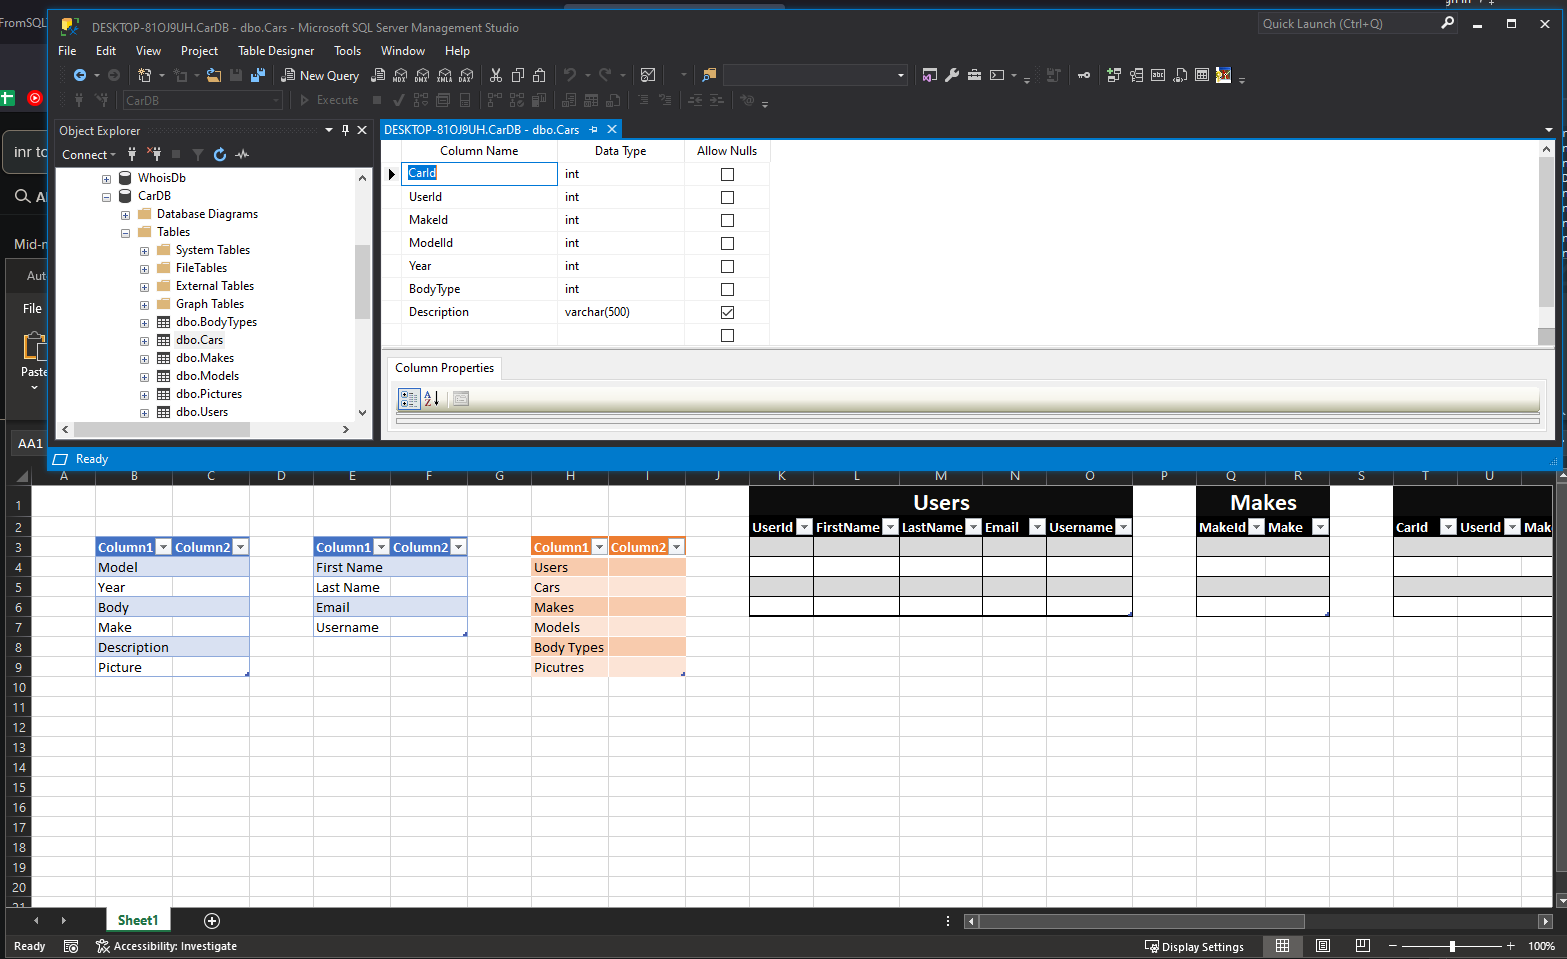 FromSQL
DESKTOP-81OJ9UH.CarDB - dbo.Cars - Microsoft SQL Server Management Studio
Quick Launch (Ctrl+Q)
File Edit View Project Table Designer Tools Window Help
New Query MDX DMX XMLA DAX
CarDB Execute
Object Explorer
DESKTOP-81OJ9UH.CarDB - dbo.Cars
Connect
inr to
WhoisDb
CarDB
Database Diagrams
Tables
System Tables
FileTables
External Tables
Graph Tables
dbo.BodyTypes
dbo.Cars
dbo.Makes
dbo.Models
dbo.Pictures
dbo.Users
Column Name Data Type Allow Nulls
CarId int
UserId int
MakeId int
ModelId int
Year int
BodyType int
Description varchar(500)
Column Properties
Mid-
File
Paste
AA1
Ready
A B C D E F G H I J K L M N O P Q R S T U
1 Users Makes
2 UserId FirstName LastName Email Username MakeId Make CarId UserId Mak
3 Column1 Column2 Column1 Column2 Column1 Column2
4 Model First Name Users
5 Year Last Name Cars
6 Body Email Makes
7 Make Username Models
8 Description Body Types
9 Picture Picutres
10
11
12
13
14
15
16
17
18
19
20
21
Sheet1
Ready Accessibility: Investigate Display Settings 100%